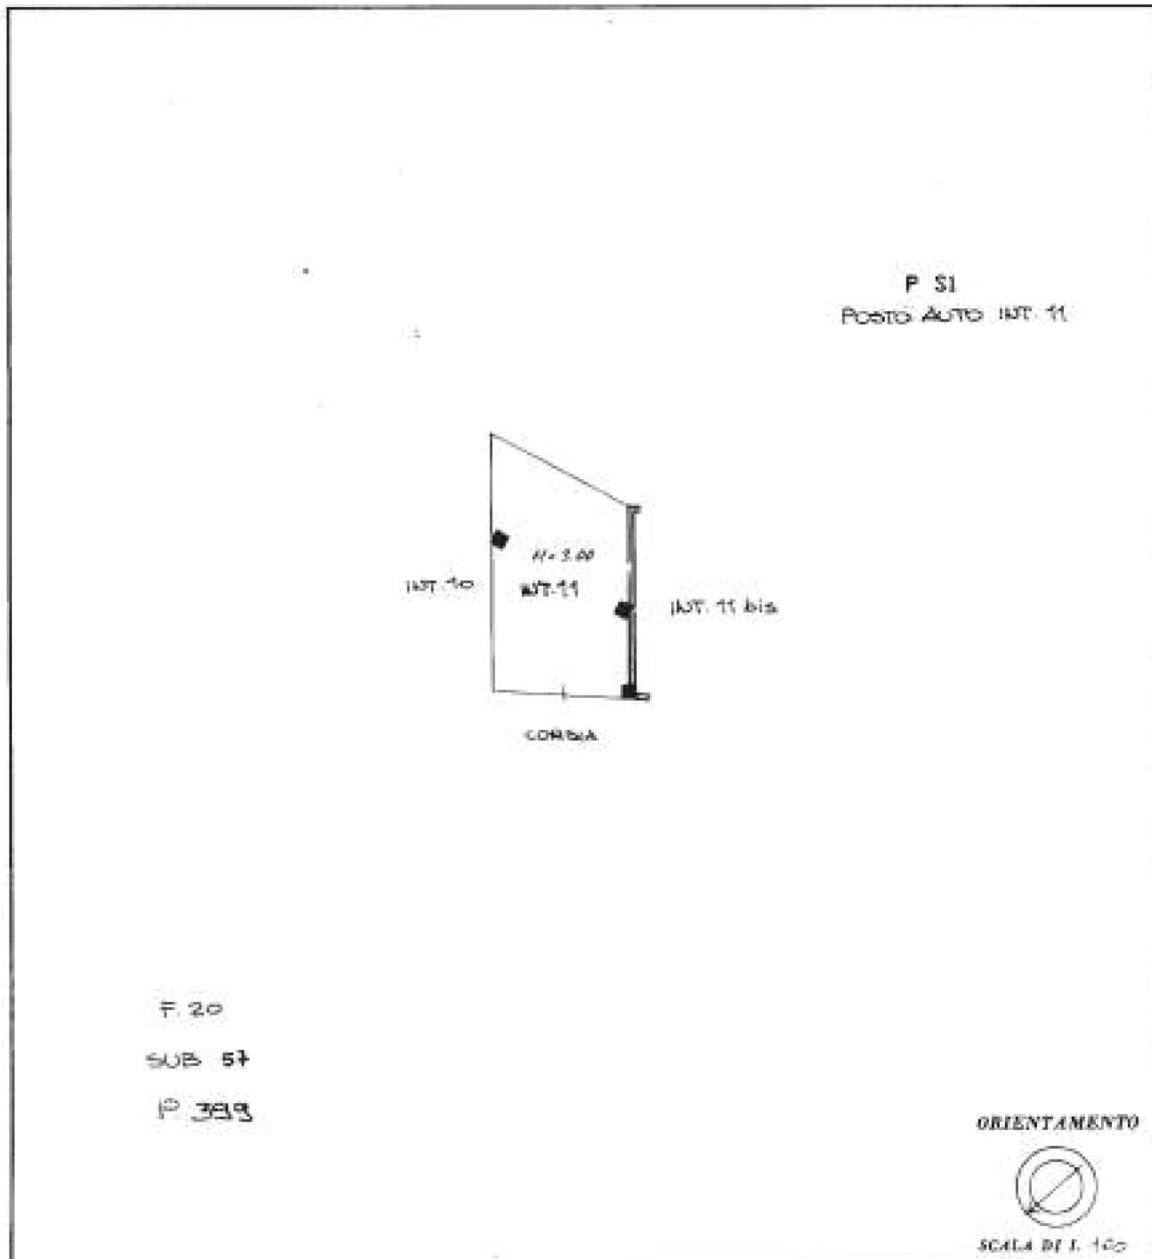 P S1
POSTO AUTO INT. 11
H= 3.00
INT. 10
INT. 11
INT. 11 bis
CORSIA
F. 20
SUB 57
P 399
ORIENTAMENTO
SCALA DI 1. 100